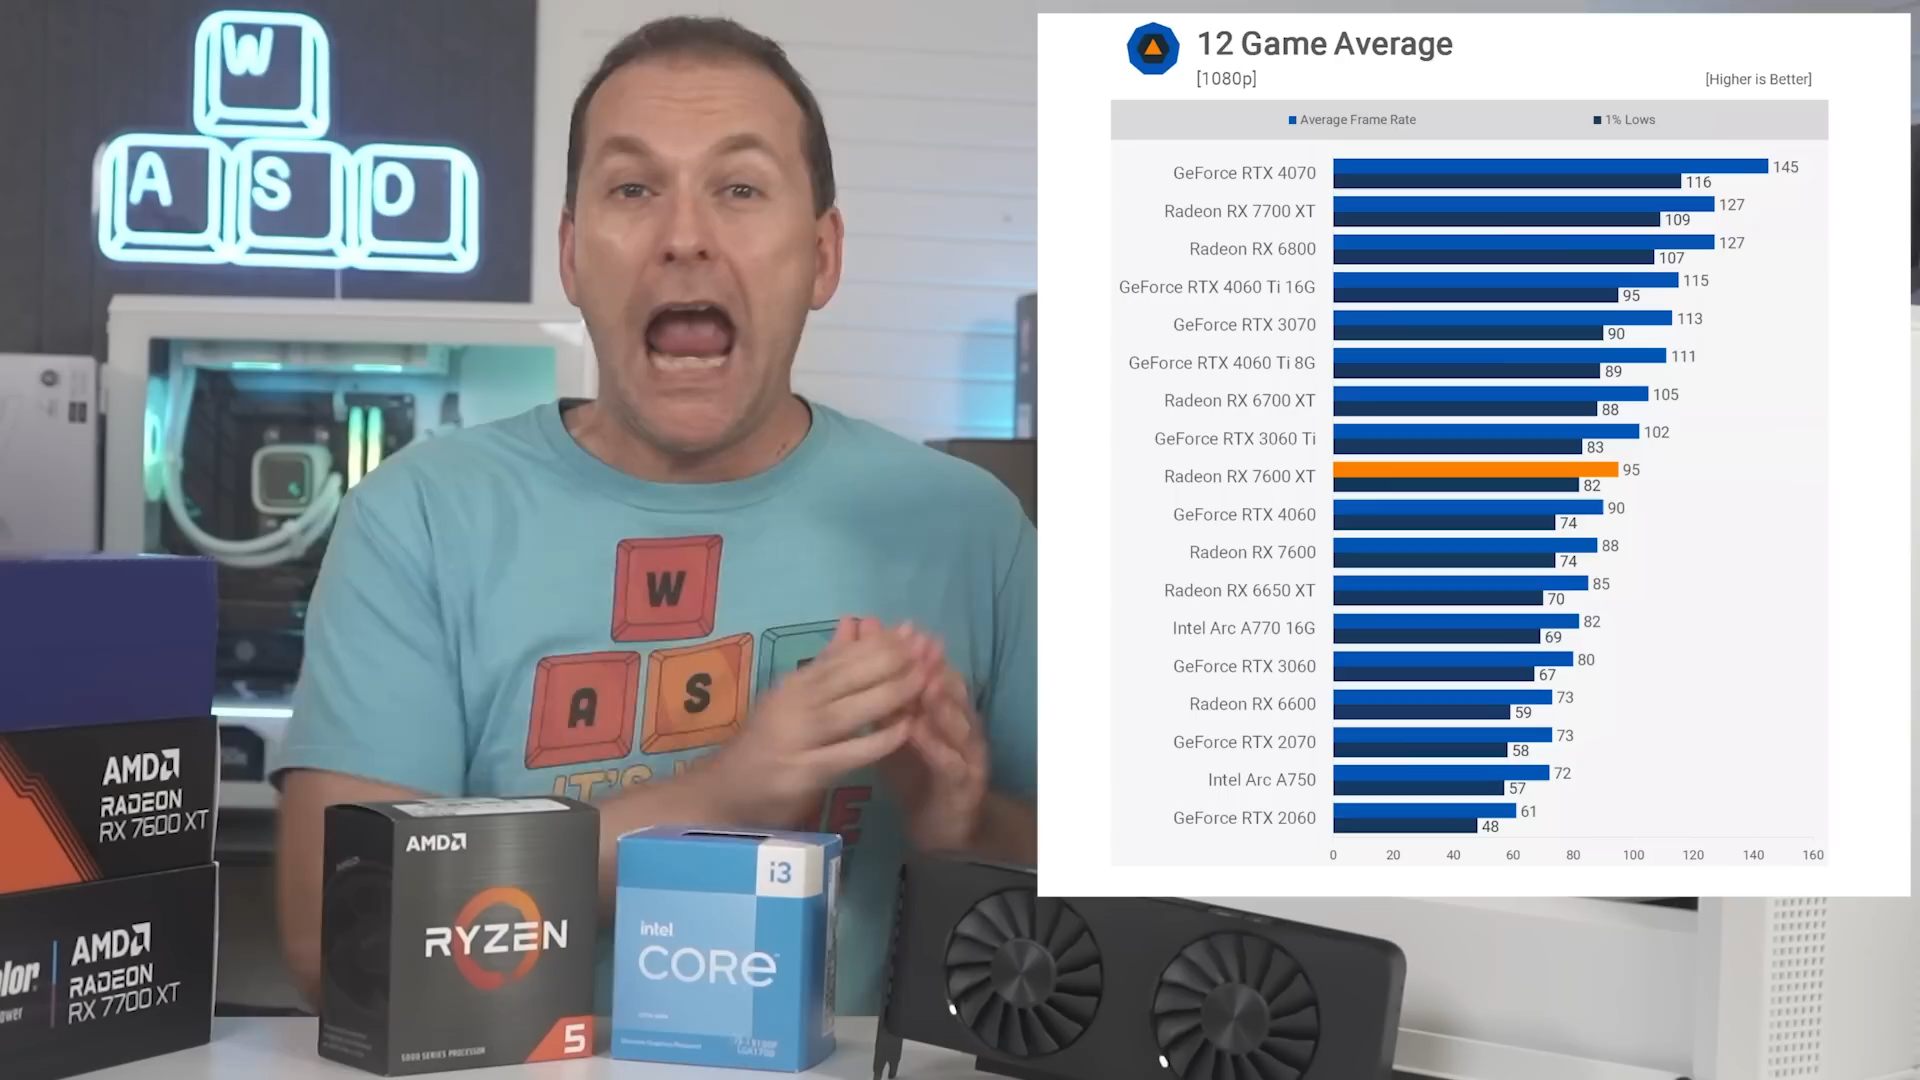 W
A S D
W
A S
IT'S
ME
AMD
RADEON
RX 7600 XT
AMD
RADEON
RX 7700 XT
AMD
RYZEN
5
5000 SERIES PROCESSOR
i3
intel
CORE
12 Game Average
[1080p]
[Higher is Better]
Average Frame Rate 1% Lows
GeForce RTX 4070 145 116
Radeon RX 7700 XT 127 109
Radeon RX 6800 127 107
GeForce RTX 4060 Ti 16G 115 95
GeForce RTX 3070 113 90
GeForce RTX 4060 Ti 8G 111 89
Radeon RX 6700 XT 105 88
GeForce RTX 3060 Ti 102 83
Radeon RX 7600 XT 95 82
GeForce RTX 4060 90 74
Radeon RX 7600 88 74
Radeon RX 6650 XT 85 70
Intel Arc A770 16G 82 69
GeForce RTX 3060 80 67
Radeon RX 6600 73 59
GeForce RTX 2070 73 58
Intel Arc A750 72 57
GeForce RTX 2060 61 48
0 20 40 60 80 100 120 140 160